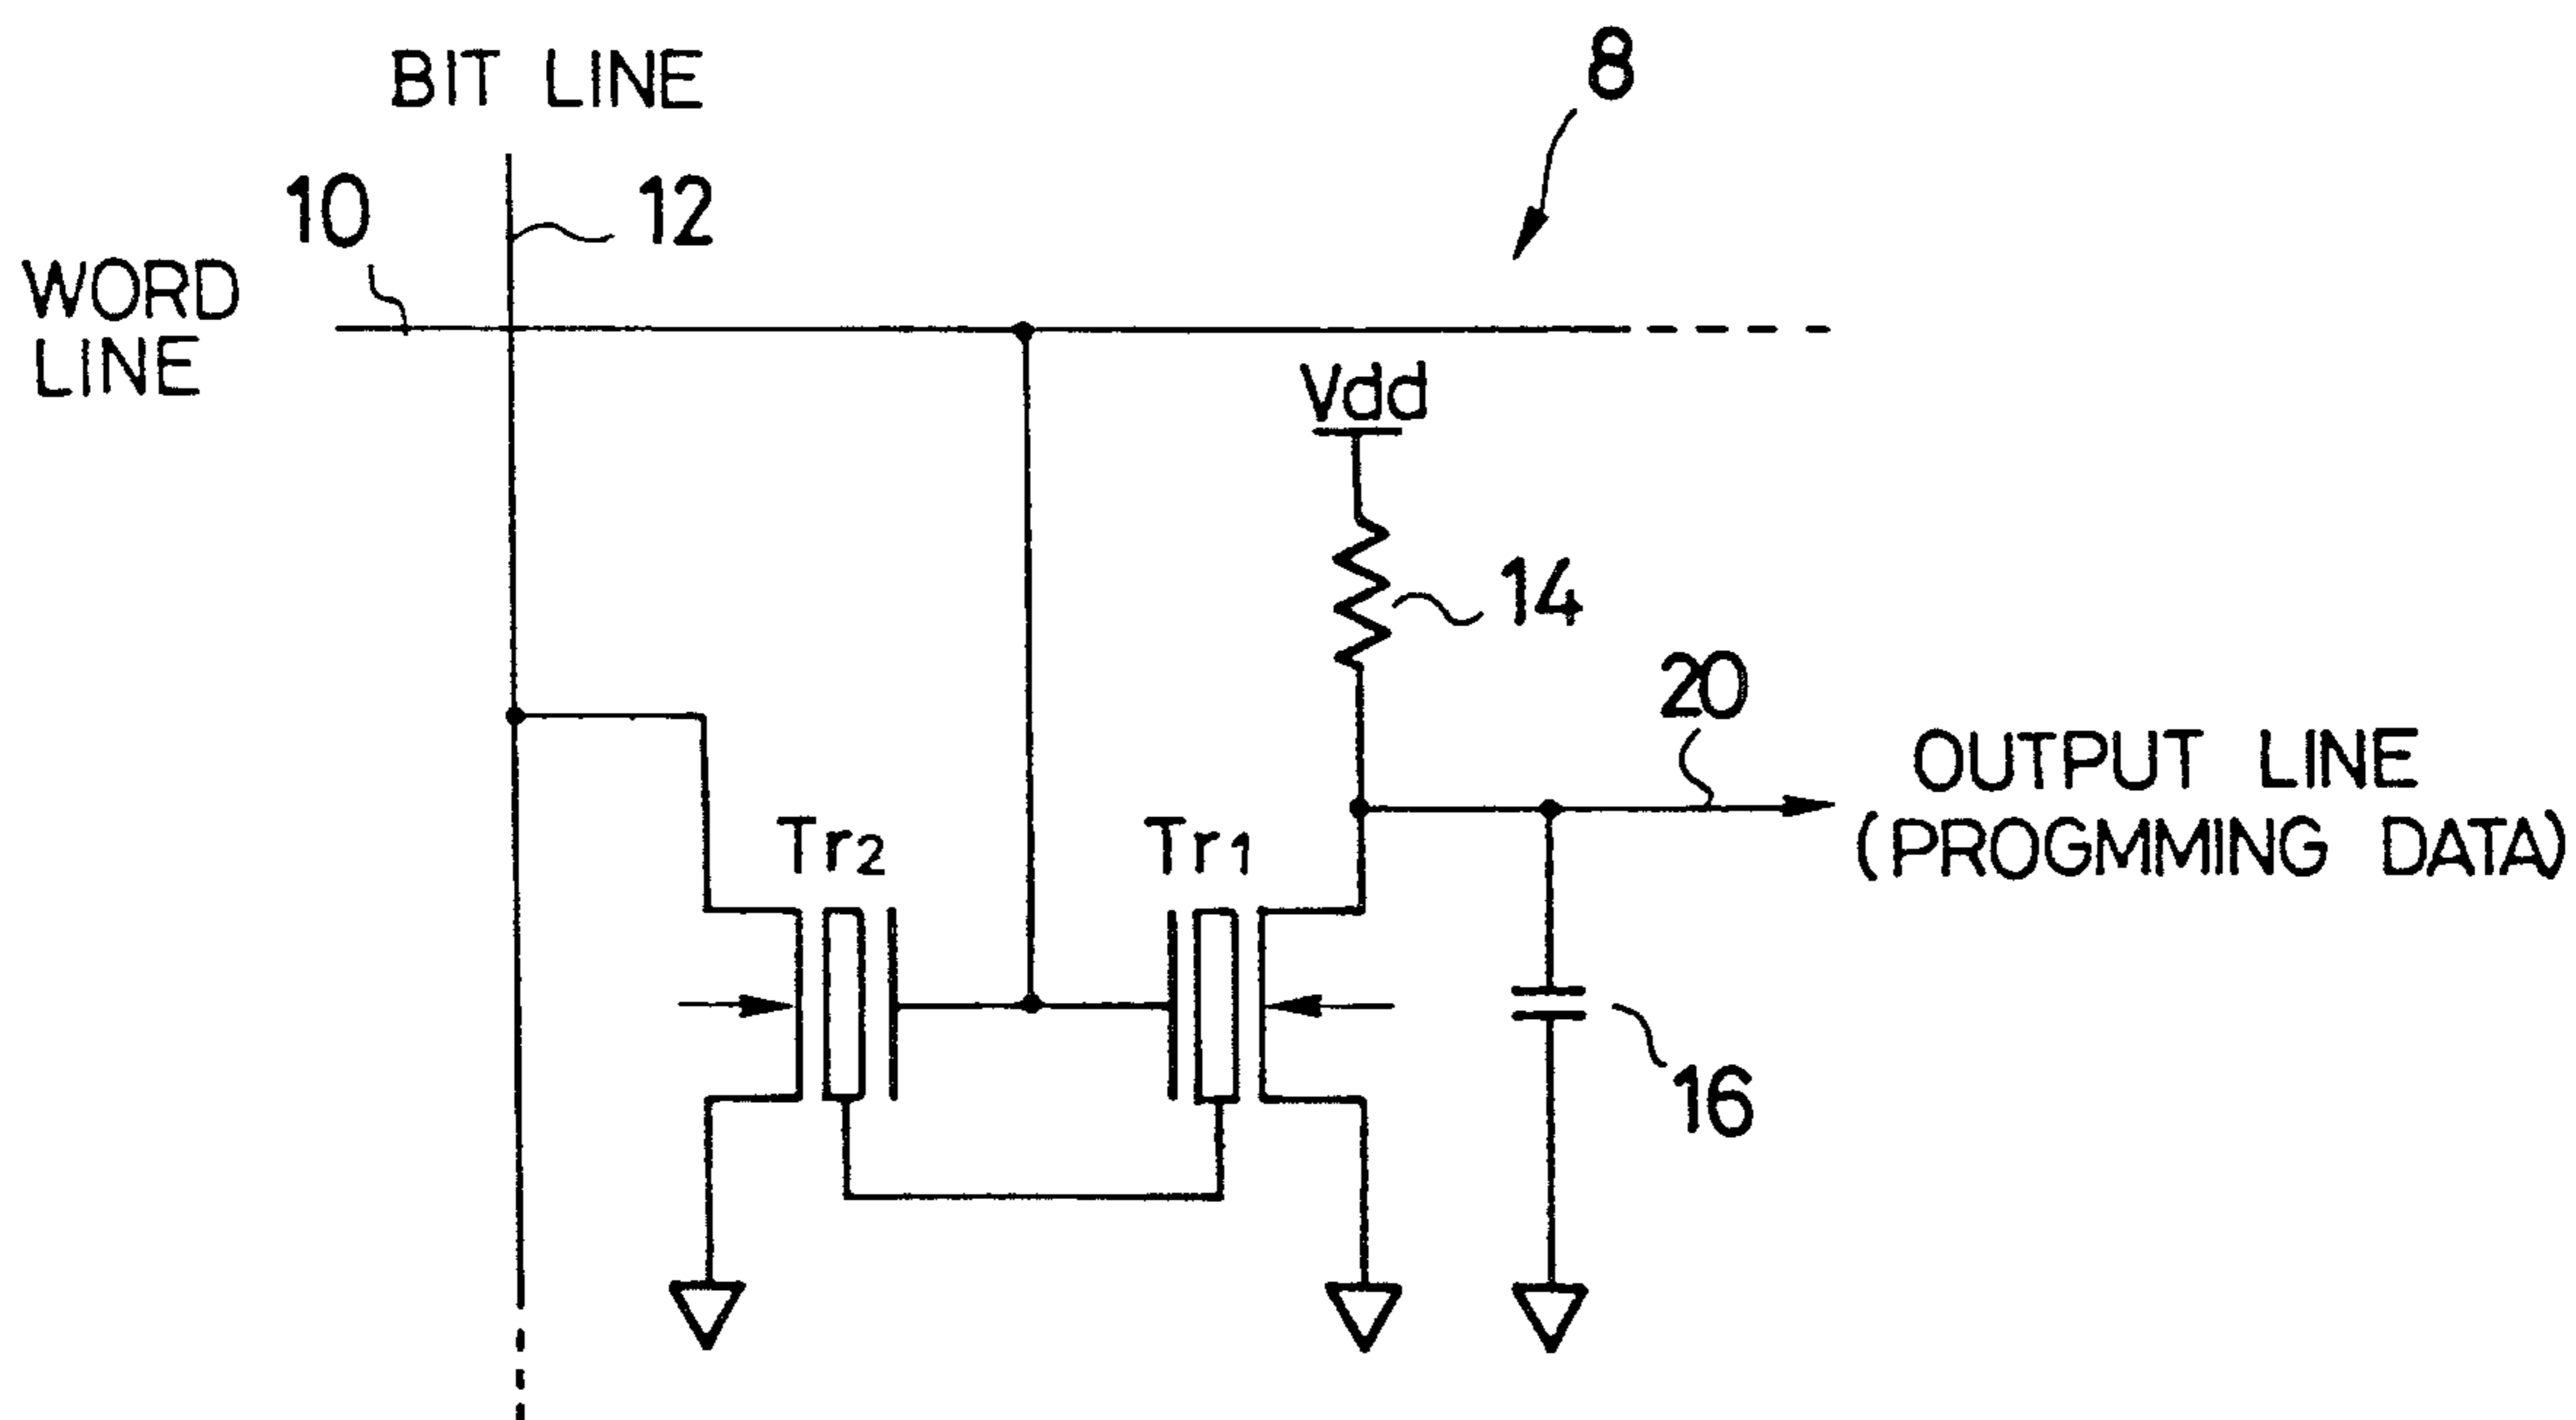 8
BIT LINE
10
12
WORD
LINE
Vdd
14
20
OUTPUT LINE
(PROGMMING DATA)
Tr2
Tr1
16